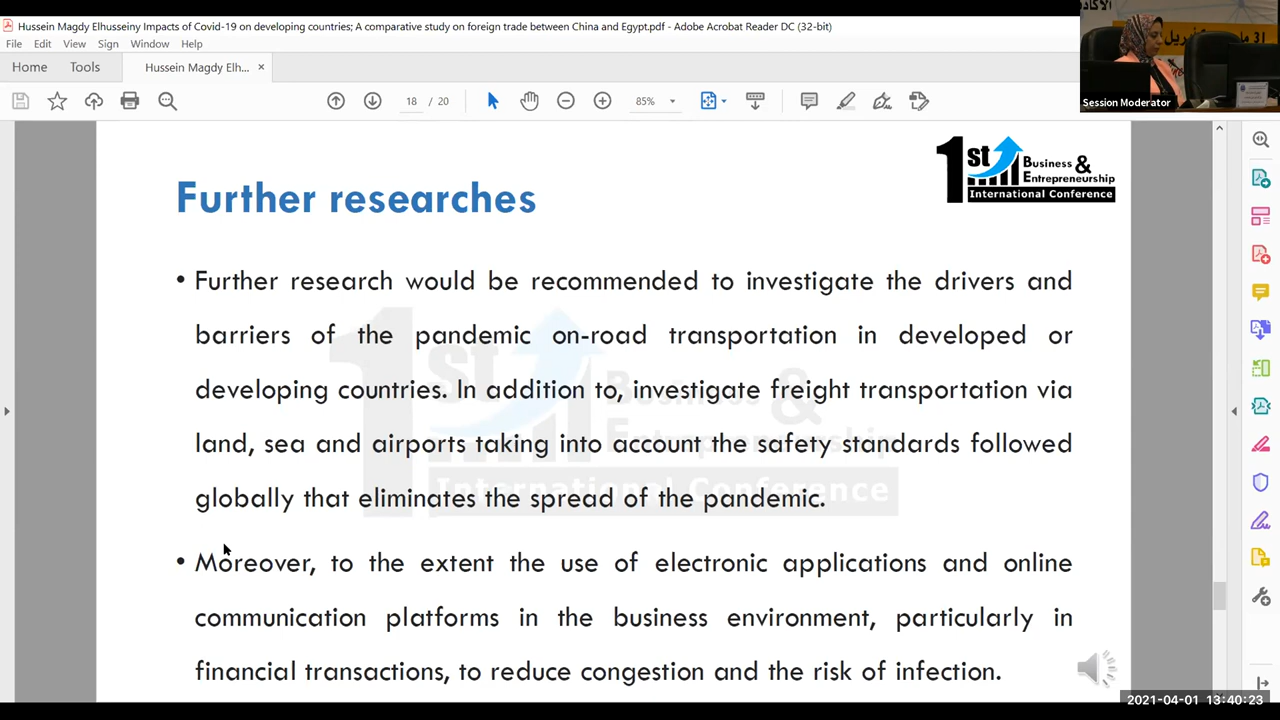 Hussein Magdy Elhusseiny Impacts of Covid-19 on developing countries; A comparative study on foreign trade between China and Egypt.pdf - Adobe Acrobat Reader DC (32-bit)
File Edit View Sign Window Help
Home Tools Hussein Magdy Elh... ×
18 / 20 85%
31
Session Moderator
1st Business &
Entrepreneurship
International Conference
Further researches
• Further research would be recommended to investigate the drivers and
barriers of the pandemic on-road transportation in developed or
developing countries. In addition to, investigate freight transportation via
land, sea and airports taking into account the safety standards followed
globally that eliminates the spread of the pandemic.
• Moreover, to the extent the use of electronic applications and online
communication platforms in the business environment, particularly in
financial transactions, to reduce congestion and the risk of infection.
1st Business &
Entrepreneurship
International Conference
2021-04-01 13:40:23